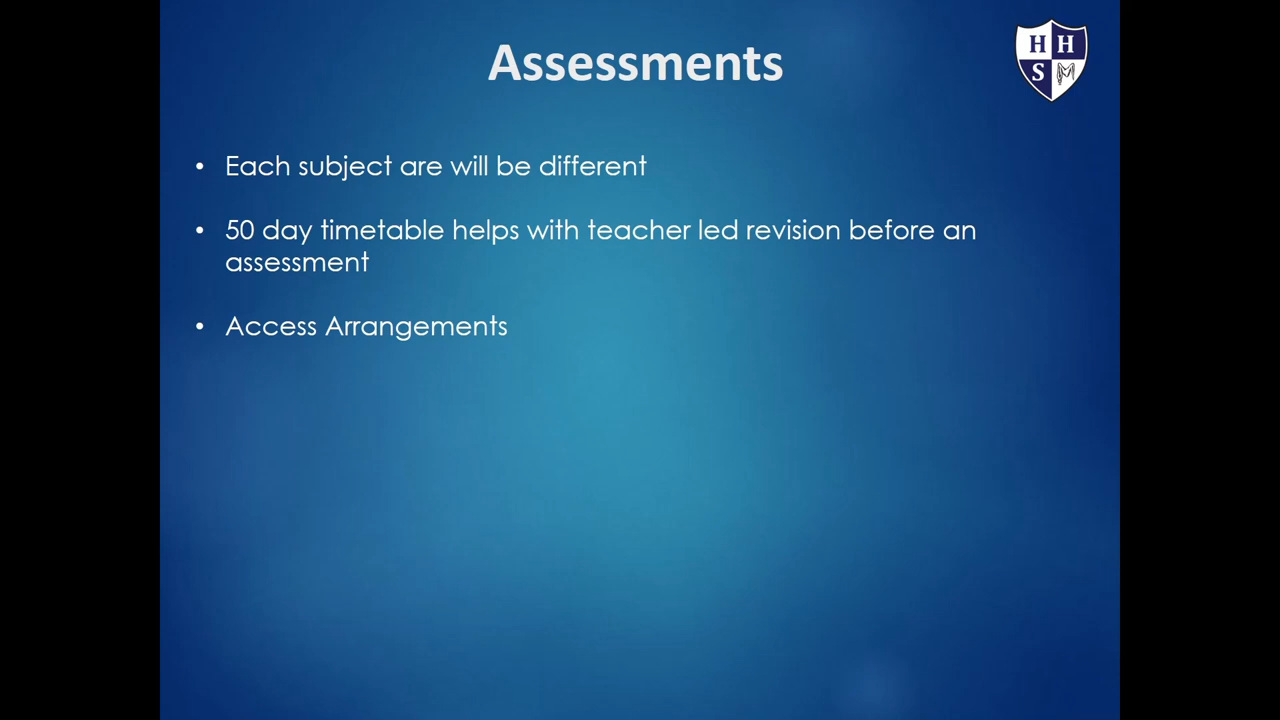 Assessments
H H
S M
• Each subject are will be different
• 50 day timetable helps with teacher led revision before an
assessment
• Access Arrangements